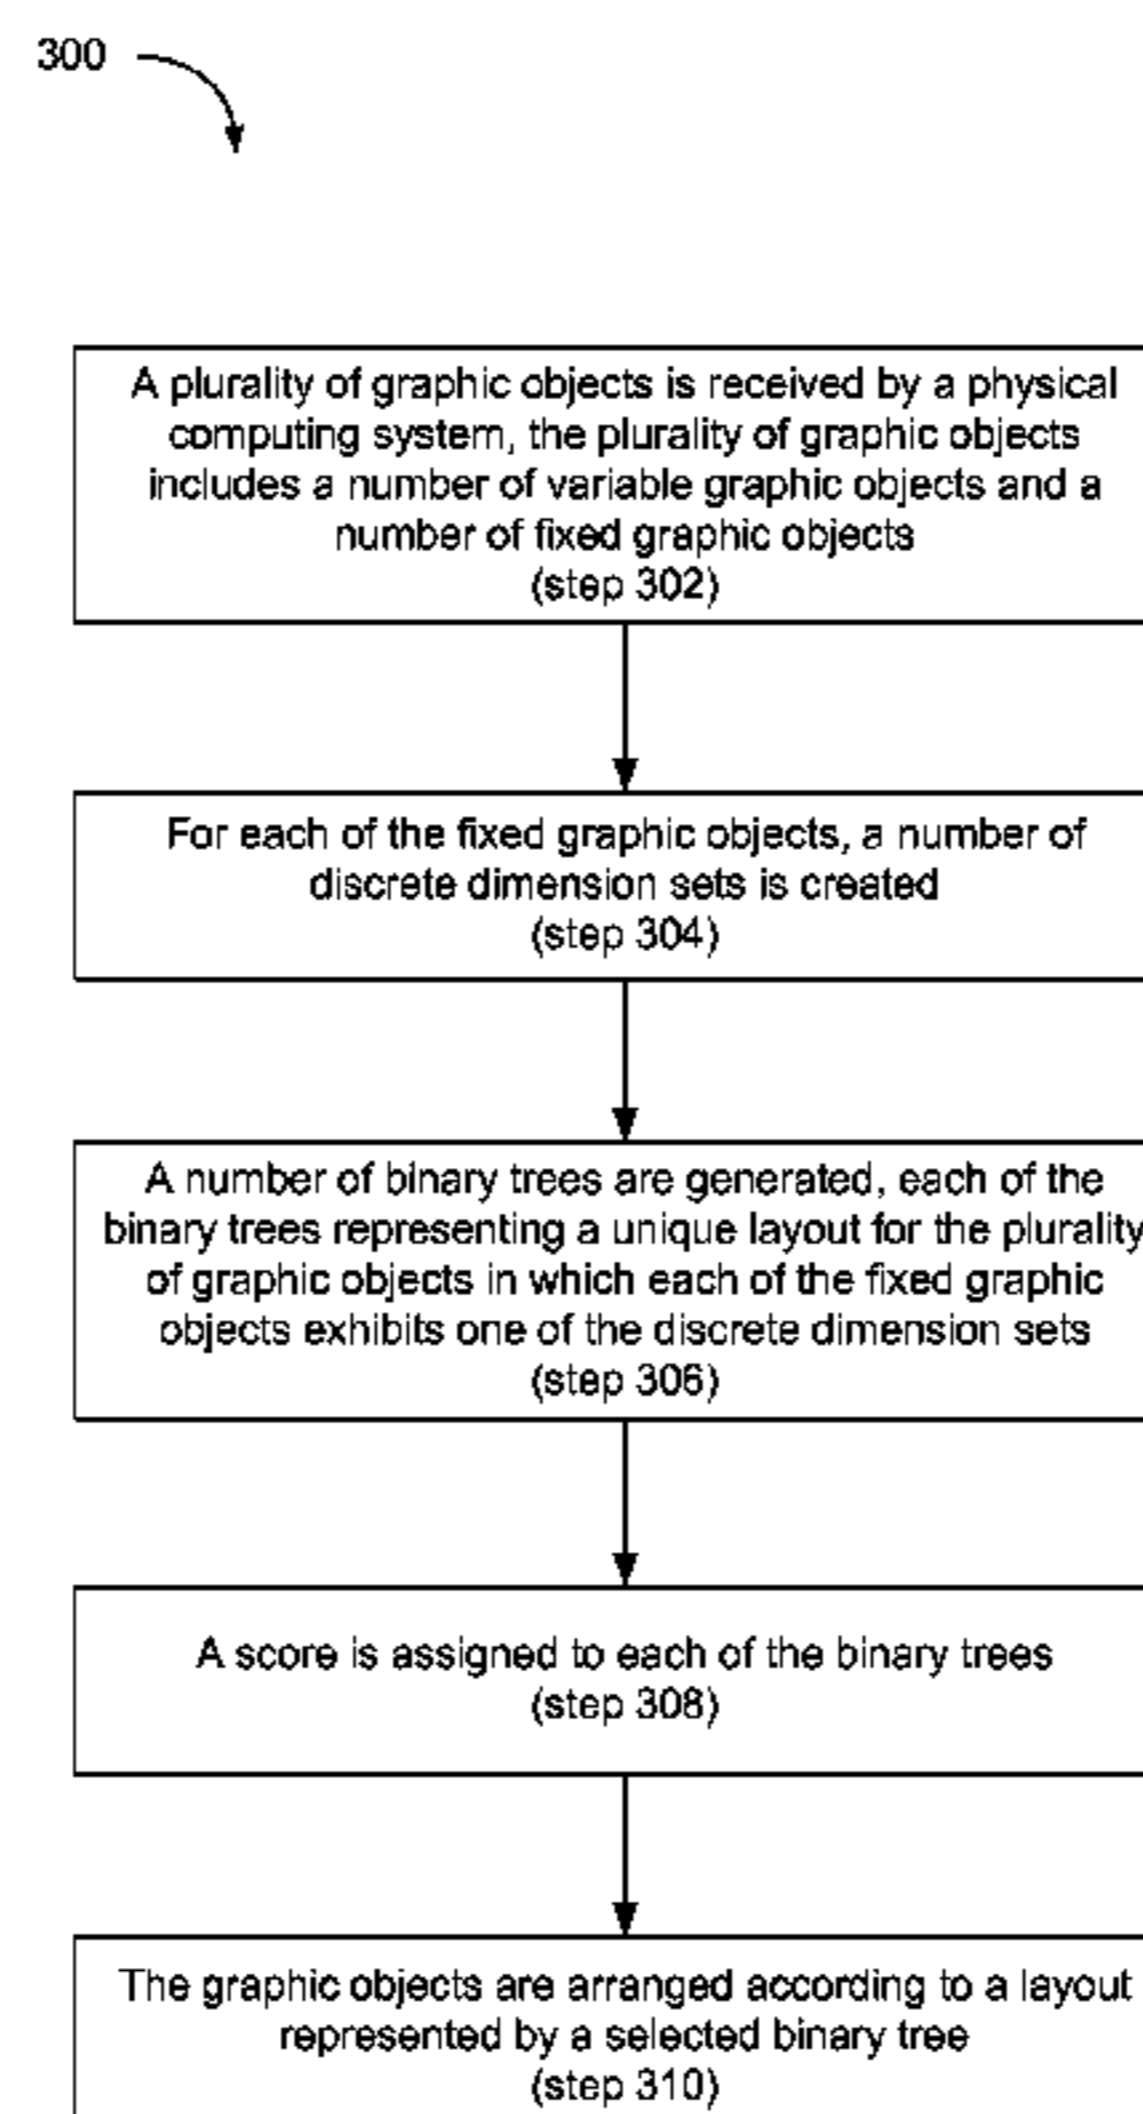 300
A plurality of graphic objects is received by a physical
computing system, the plurality of graphic objects
includes a number of variable graphic objects and a
number of fixed graphic objects
(step 302)
For each of the fixed graphic objects, a number of
discrete dimension sets is created
(step 304)
A number of binary trees are generated, each of the
binary trees representing a unique layout for the plurality
of graphic objects in which each of the fixed graphic
objects exhibits one of the discrete dimension sets
(step 306)
A score is assigned to each of the binary trees
(step 308)
The graphic objects are arranged according to a layout
represented by a selected binary tree
(step 310)